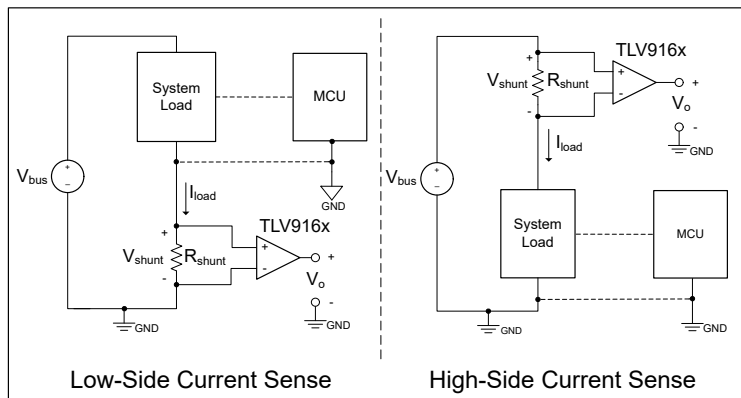 V_bus
+
−
System
Load
MCU
GND
I_load
TLV916x
+
V_shunt
R_shunt
-
+
-
+
V_o
-
GND
GND
Low-Side Current Sense
V_bus
+
−
TLV916x
+
V_shunt
R_shunt
-
+
-
+
V_o
-
GND
I_load
System
Load
MCU
GND
GND
High-Side Current Sense